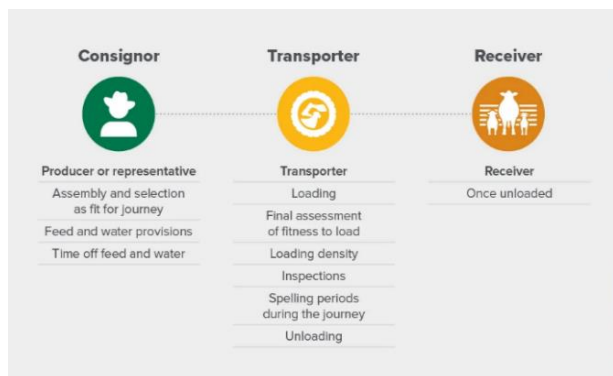 Consignor
Transporter
Receiver
Producer or representative
Assembly and selection
as fit for journey
Feed and water provisions
Time off feed and water
Transporter
Loading
Final assessment
of fitness to load
Loading density
Inspections
Spelling periods
during the journey
Unloading
Receiver
Once unloaded